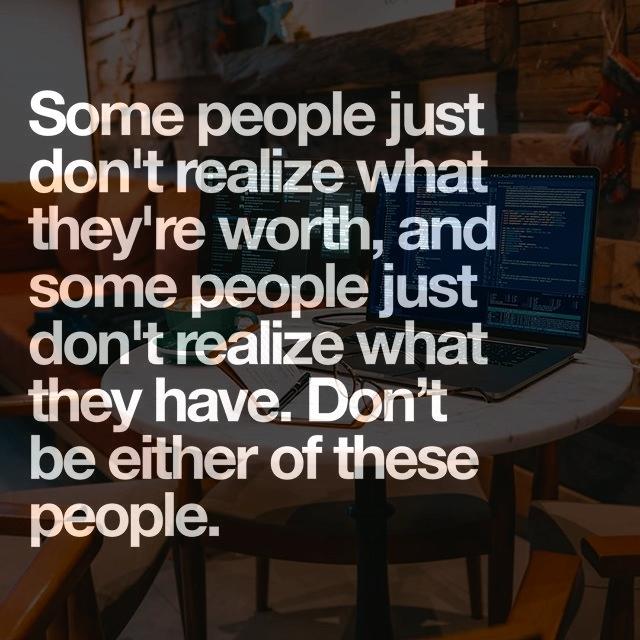 Some people just
don't realize what
they're worth, and
some people just
don't realize what
they have. Don’t
be either of these
people.